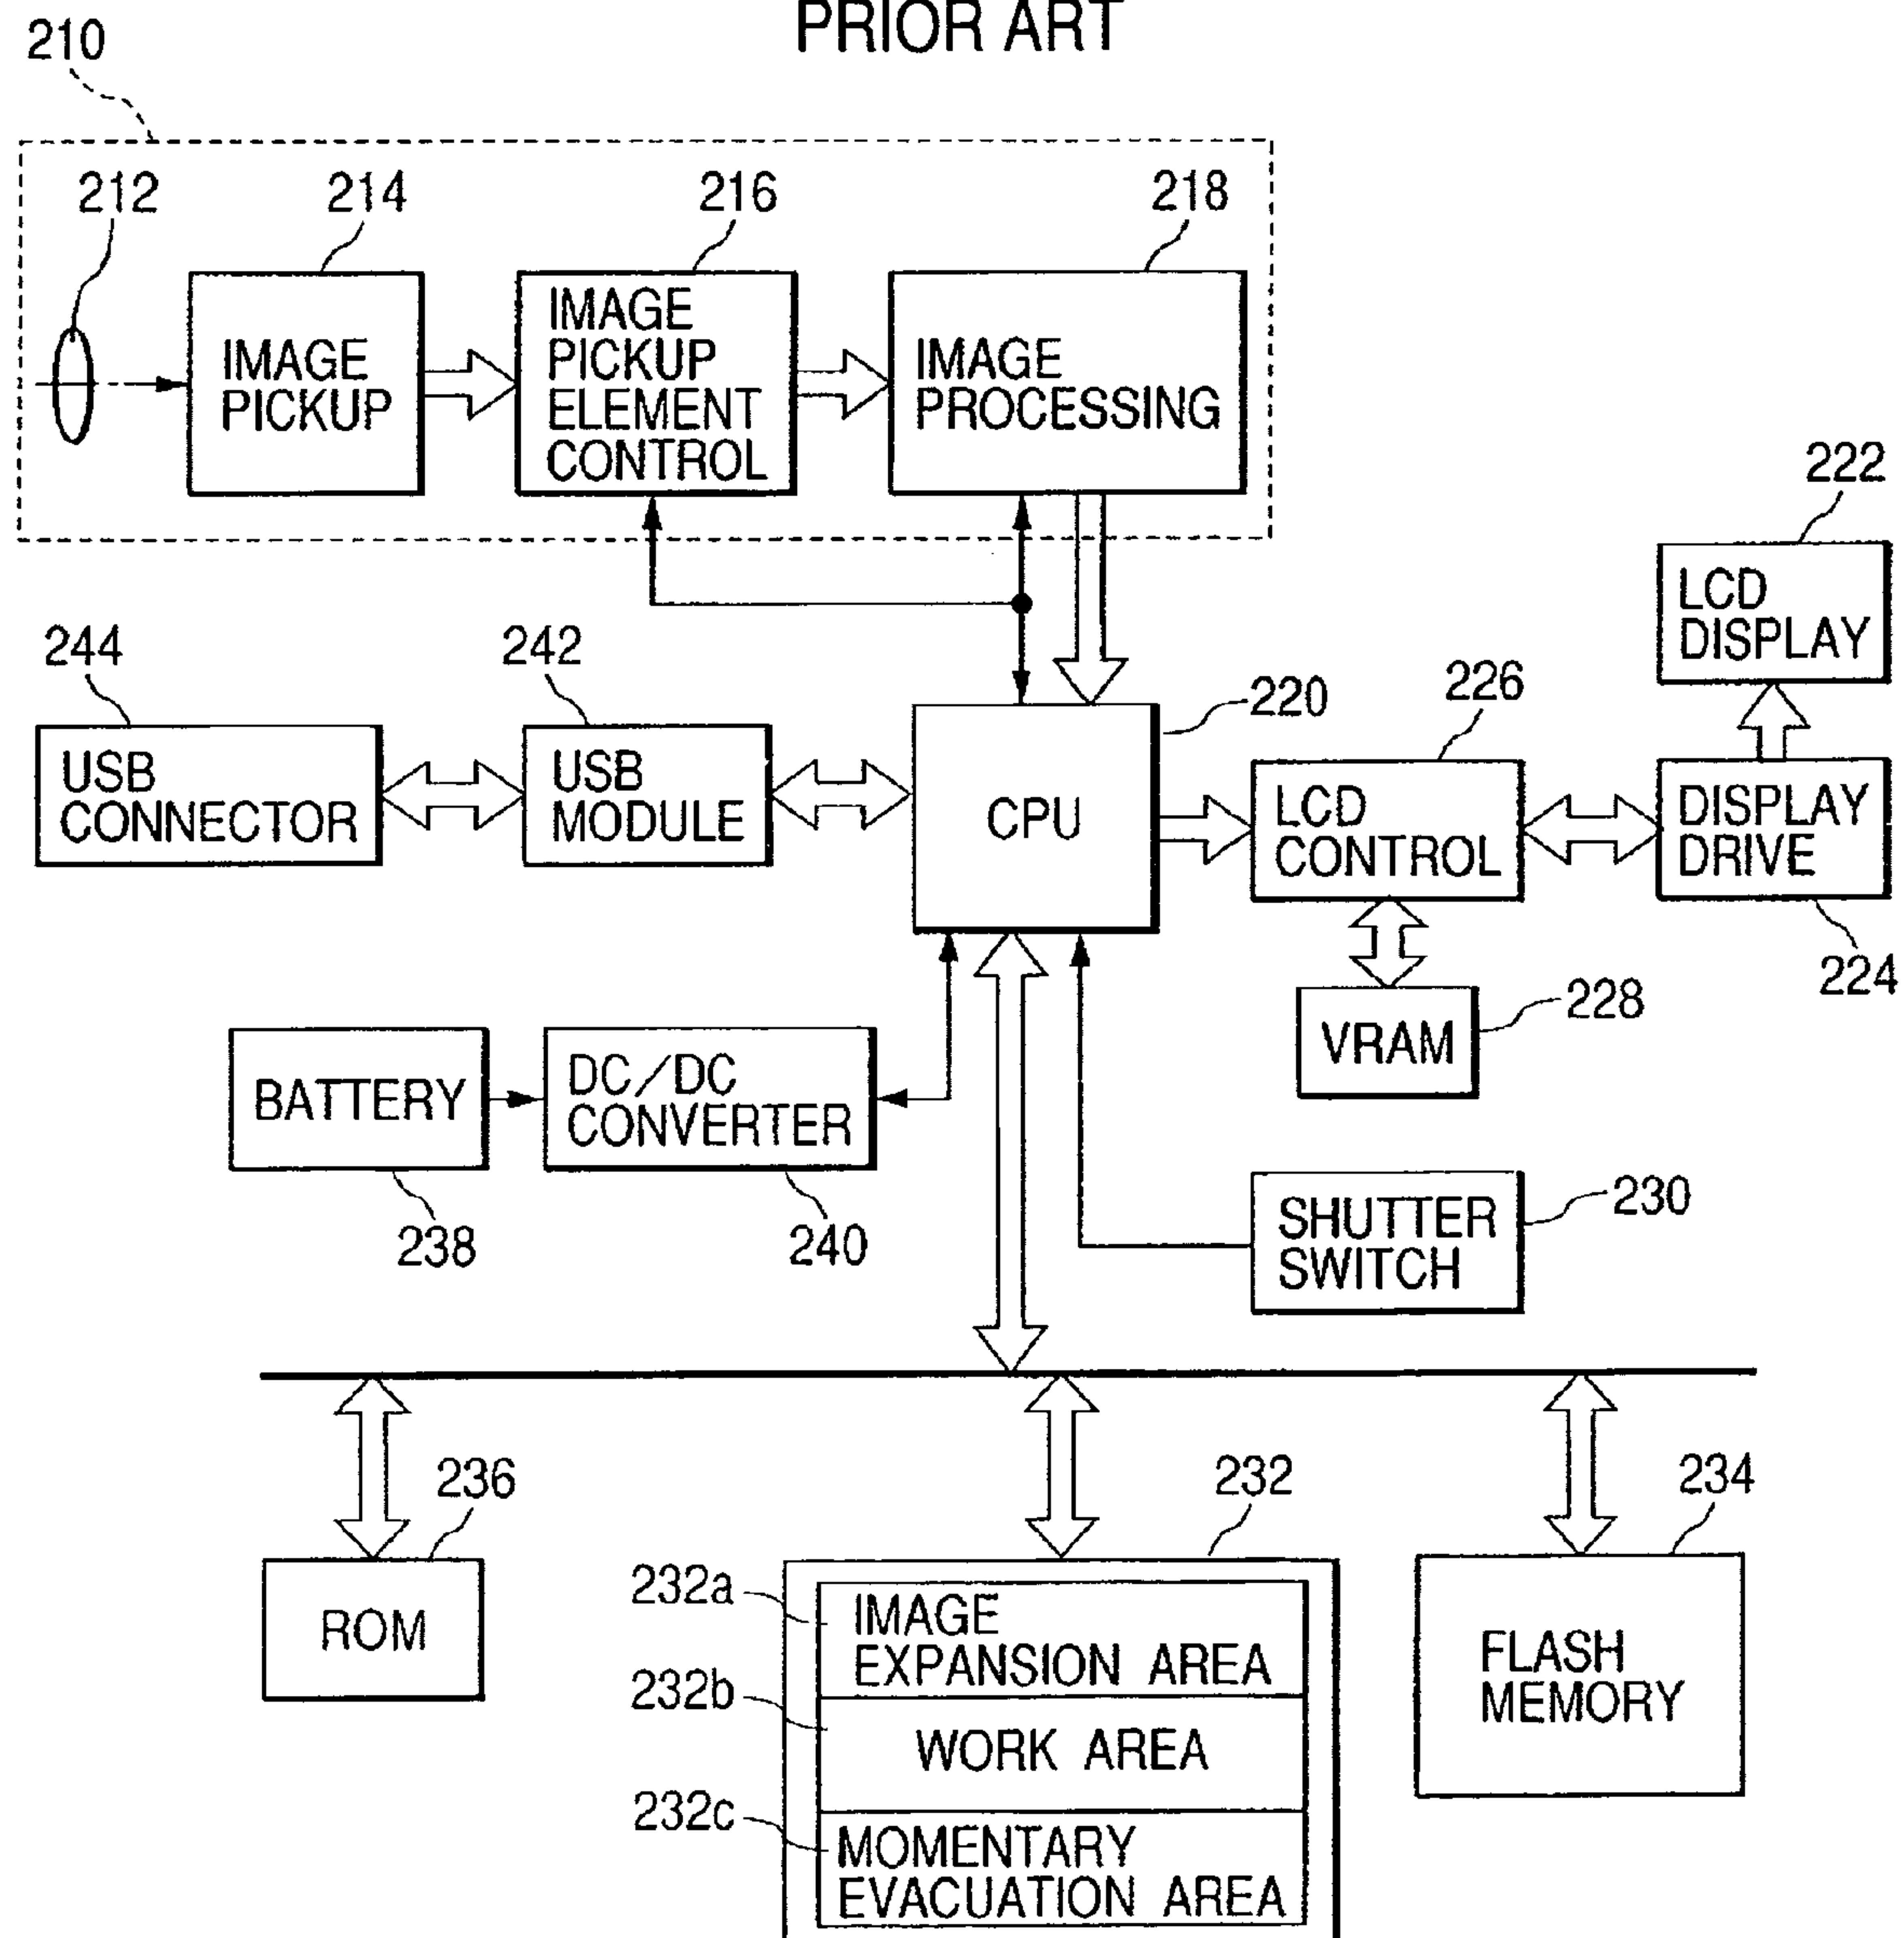 PRIOR ART
210
212
214
216
218
IMAGE
PICKUP
IMAGE
PICKUP
ELEMENT
CONTROL
IMAGE
PROCESSING
222
LCD
DISPLAY
244
242
220
226
USB
CONNECTOR
USB
MODULE
CPU
LCD
CONTROL
DISPLAY
DRIVE
224
228
VRAM
BATTERY
DC/DC
CONVERTER
238
240
230
SHUTTER
SWITCH
236
232
234
ROM
232a
IMAGE
EXPANSION AREA
232b
WORK AREA
232c
MOMENTARY
EVACUATION AREA
FLASH
MEMORY